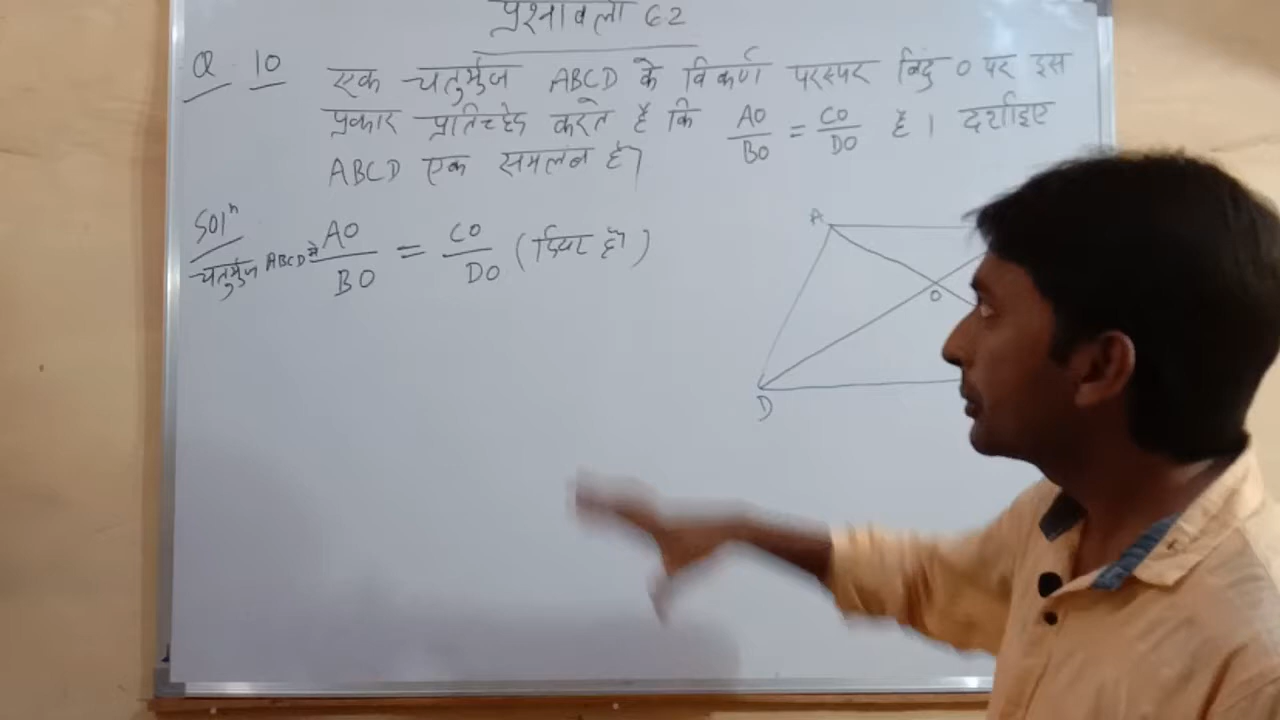 प्रश्नावली 6.2
Q 10 एक चतुर्भुज ABCD के विकर्ण परस्पर बिंदु O पर इस
प्रकार प्रतिच्छेद करते है कि AO/BO = CO/DO है। दर्शाइए
ABCD एक समलंब है।
Solⁿ
चतुर्भुज ABCD मे AO/BO = CO/DO (दिया है)
A
O
D